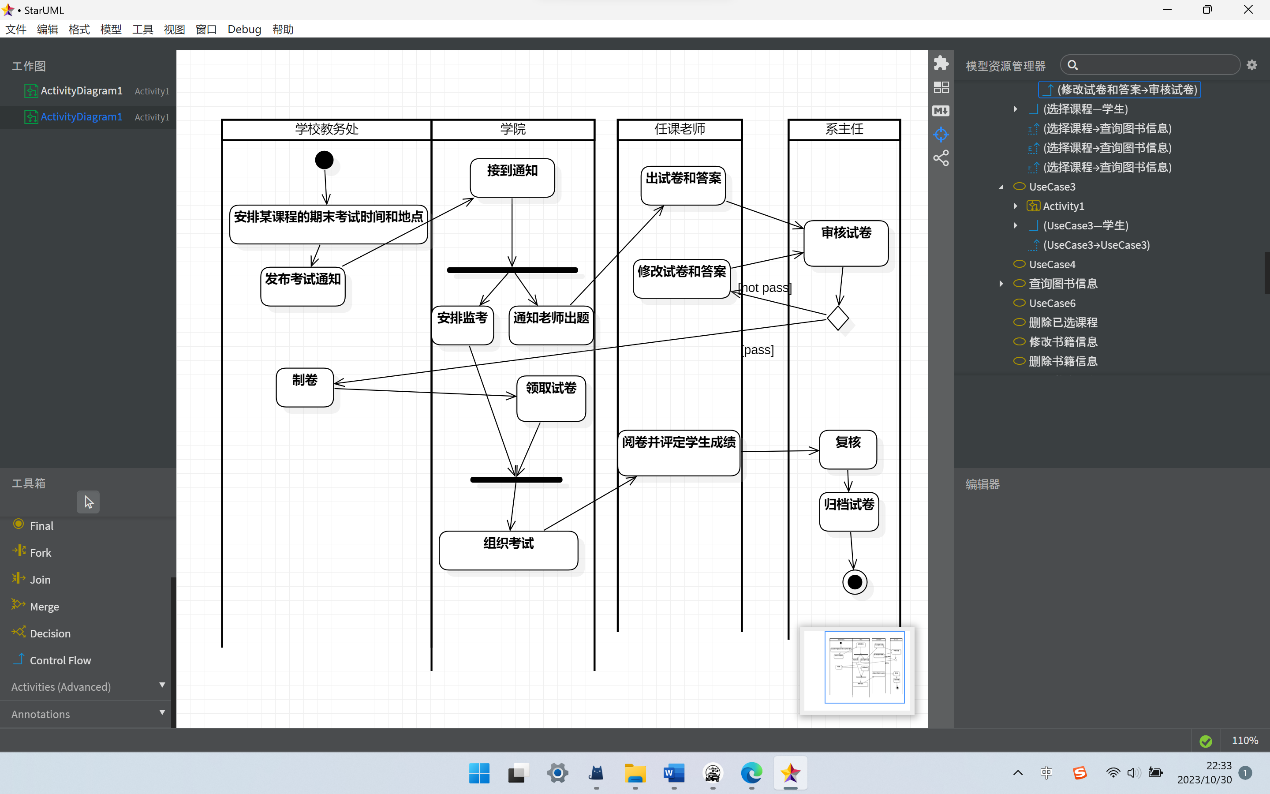 • StarUML
文件 编辑 格式 模型 工具 视图 窗口 Debug 帮助
工作图
ActivityDiagram1 Activity1
ActivityDiagram1 Activity1
工具箱
Final
Fork
Join
Merge
Decision
Control Flow
Activities (Advanced)
Annotations
学校教务处 学院 任课老师 系主任
接到通知
出试卷和答案
安排某课程的期末考试时间和地点
审核试卷
发布考试通知
修改试卷和答案
[not pass]
安排监考
通知老师出题
[pass]
制卷
领取试卷
阅卷并评定学生成绩
复核
归档试卷
组织考试
模型资源管理器
(修改试卷和答案→审核试卷)
(选择课程—学生)
(选择课程→查询图书信息)
(选择课程→查询图书信息)
(选择课程→查询图书信息)
UseCase3
Activity1
(UseCase3—学生)
(UseCase3→UseCase3)
UseCase4
查询图书信息
UseCase6
删除已选课程
修改书籍信息
删除书籍信息
编辑器
110%
中
22:33
2023/10/30
1